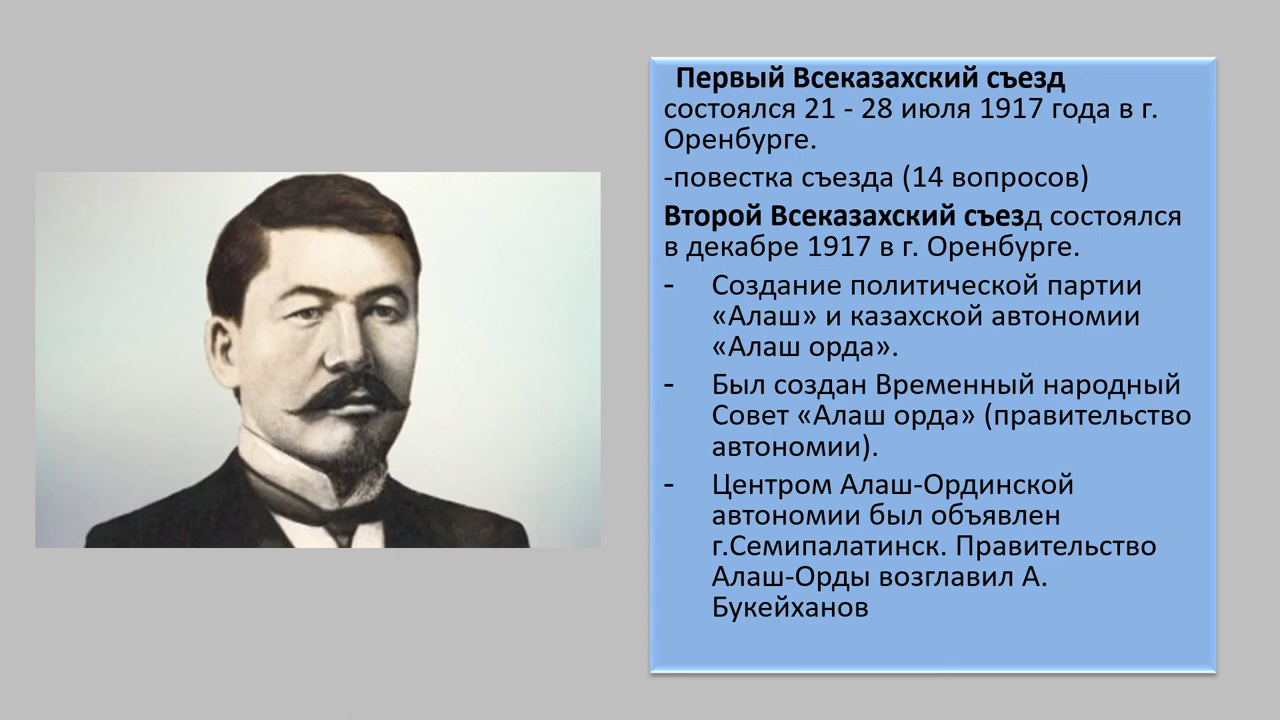 Первый Всеказахский съезд
состоялся 21 - 28 июля 1917 года в г.
Оренбурге.
-повестка съезда (14 вопросов)
Второй Всеказахский съезд состоялся
в декабре 1917 в г. Оренбурге.
- Создание политической партии
«Алаш» и казахской автономии
«Алаш орда».
- Был создан Временный народный
Совет «Алаш орда» (правительство
автономии).
- Центром Алаш-Ординской
автономии был объявлен
г.Семипалатинск. Правительство
Алаш-Орды возглавил А.
Букейханов